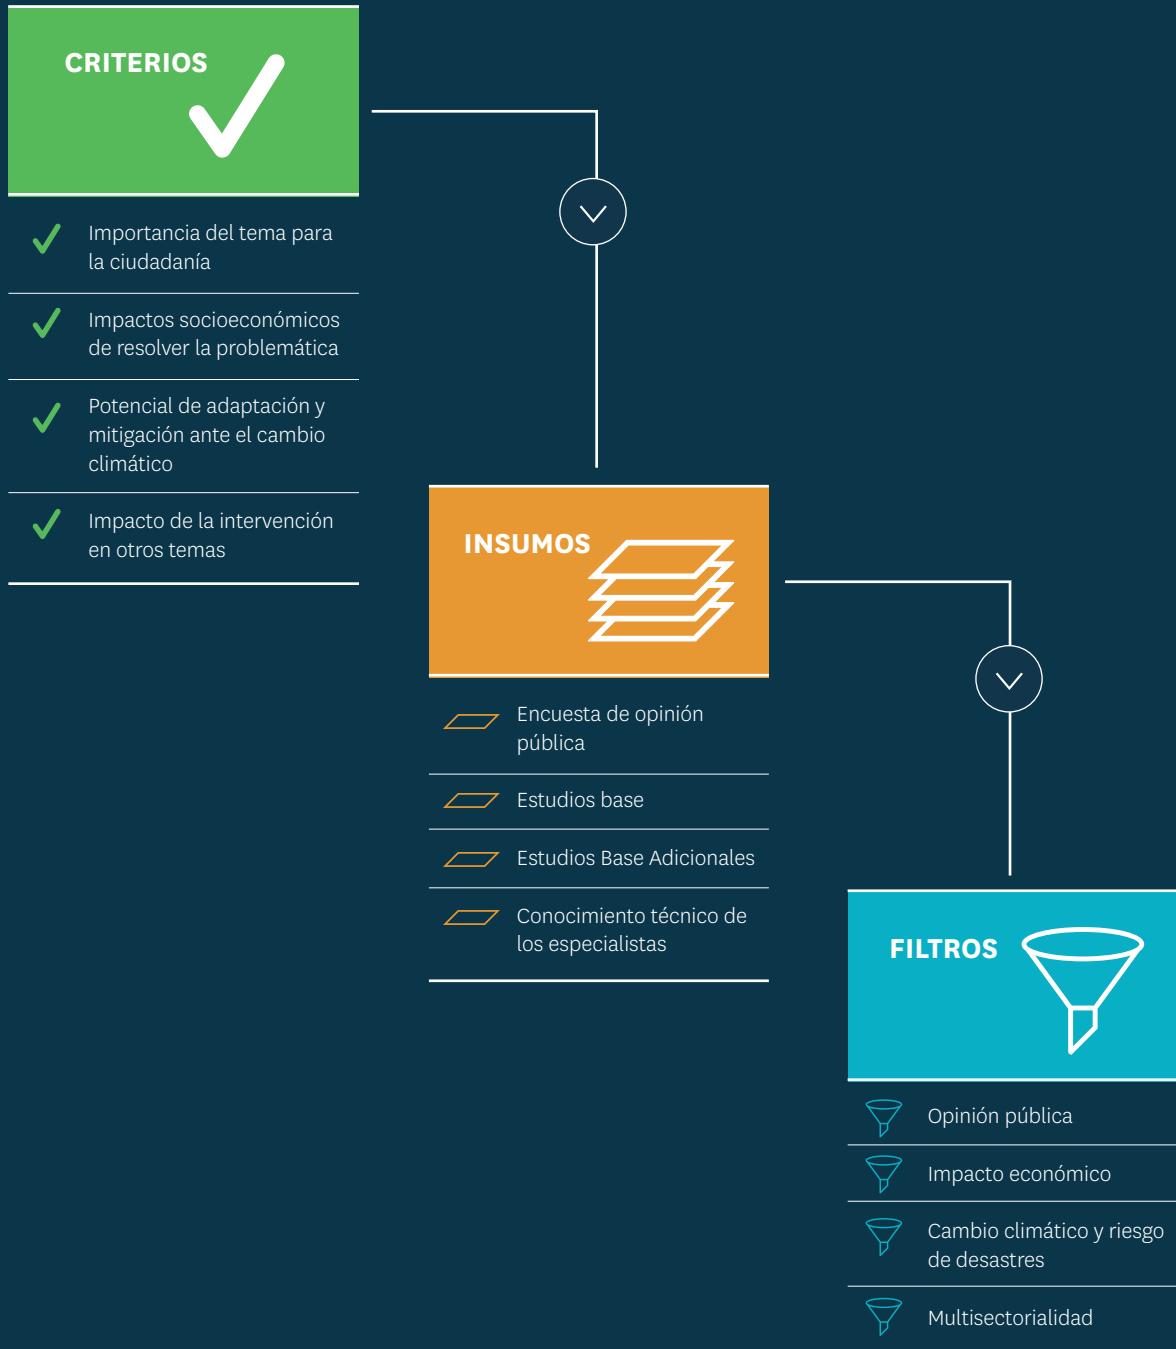 CRITERIOS
Importancia del tema para
la ciudadanía
Impactos socioeconómicos
de resolver la problemática
Potencial de adaptación y
mitigación ante el cambio
climático
Impacto de la intervención
en otros temas
INSUMOS
Encuesta de opinión
pública
Estudios base
Estudios Base Adicionales
Conocimiento técnico de
los especialistas
FILTROS
Opinión pública
Impacto económico
Cambio climático y riesgo
de desastres
Multisectorialidad